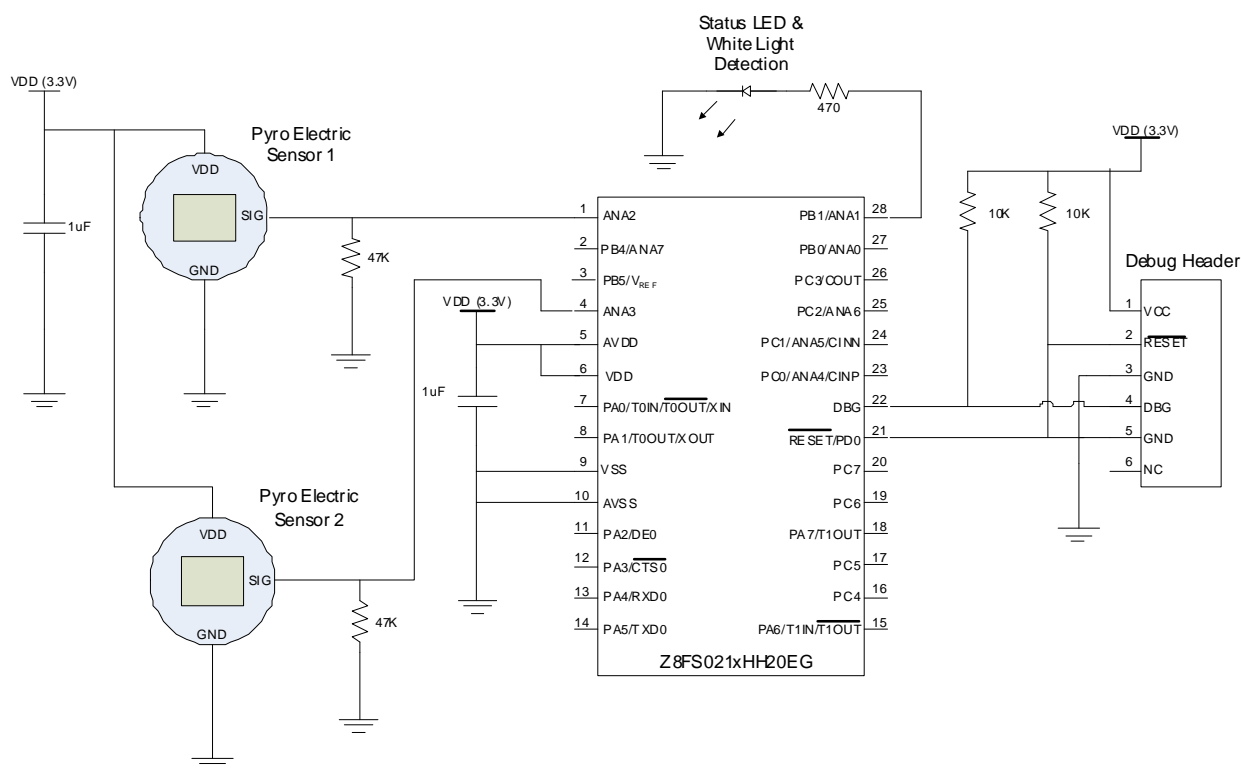 Status LED &
White Light
Detection
470
VDD (3.3V)
Pyro Electric
Sensor 1
VDD
SIG
GND
1uF
47K
VDD (3.3V)
1uF
Pyro Electric
Sensor 2
VDD
SIG
GND
47K
1 ANA2
2 PB4/ANA7
3 PB5/VREF
4 ANA3
5 AVDD
6 VDD
7 PA0/T0IN/T0OUT/XIN
8 PA1/T0OUT/XOUT
9 VSS
10 AVSS
11 PA2/DE0
12 PA3/CTS0
13 PA4/RXD0
14 PA5/TXD0
PB1/ANA1 28
PB0/ANA0 27
PC3/COUT 26
PC2/ANA6 25
PC1/ANA5/CINN 24
PC0/ANA4/CINP 23
DBG 22
RESET/PD0 21
PC7 20
PC6 19
PA7/T1OUT 18
PC5 17
PC4 16
PA6/T1IN/T1OUT 15
Z8FS021xHH20EG
VDD (3.3V)
10K
10K
Debug Header
1 VCC
2 RESET
3 GND
4 DBG
5 GND
6 NC